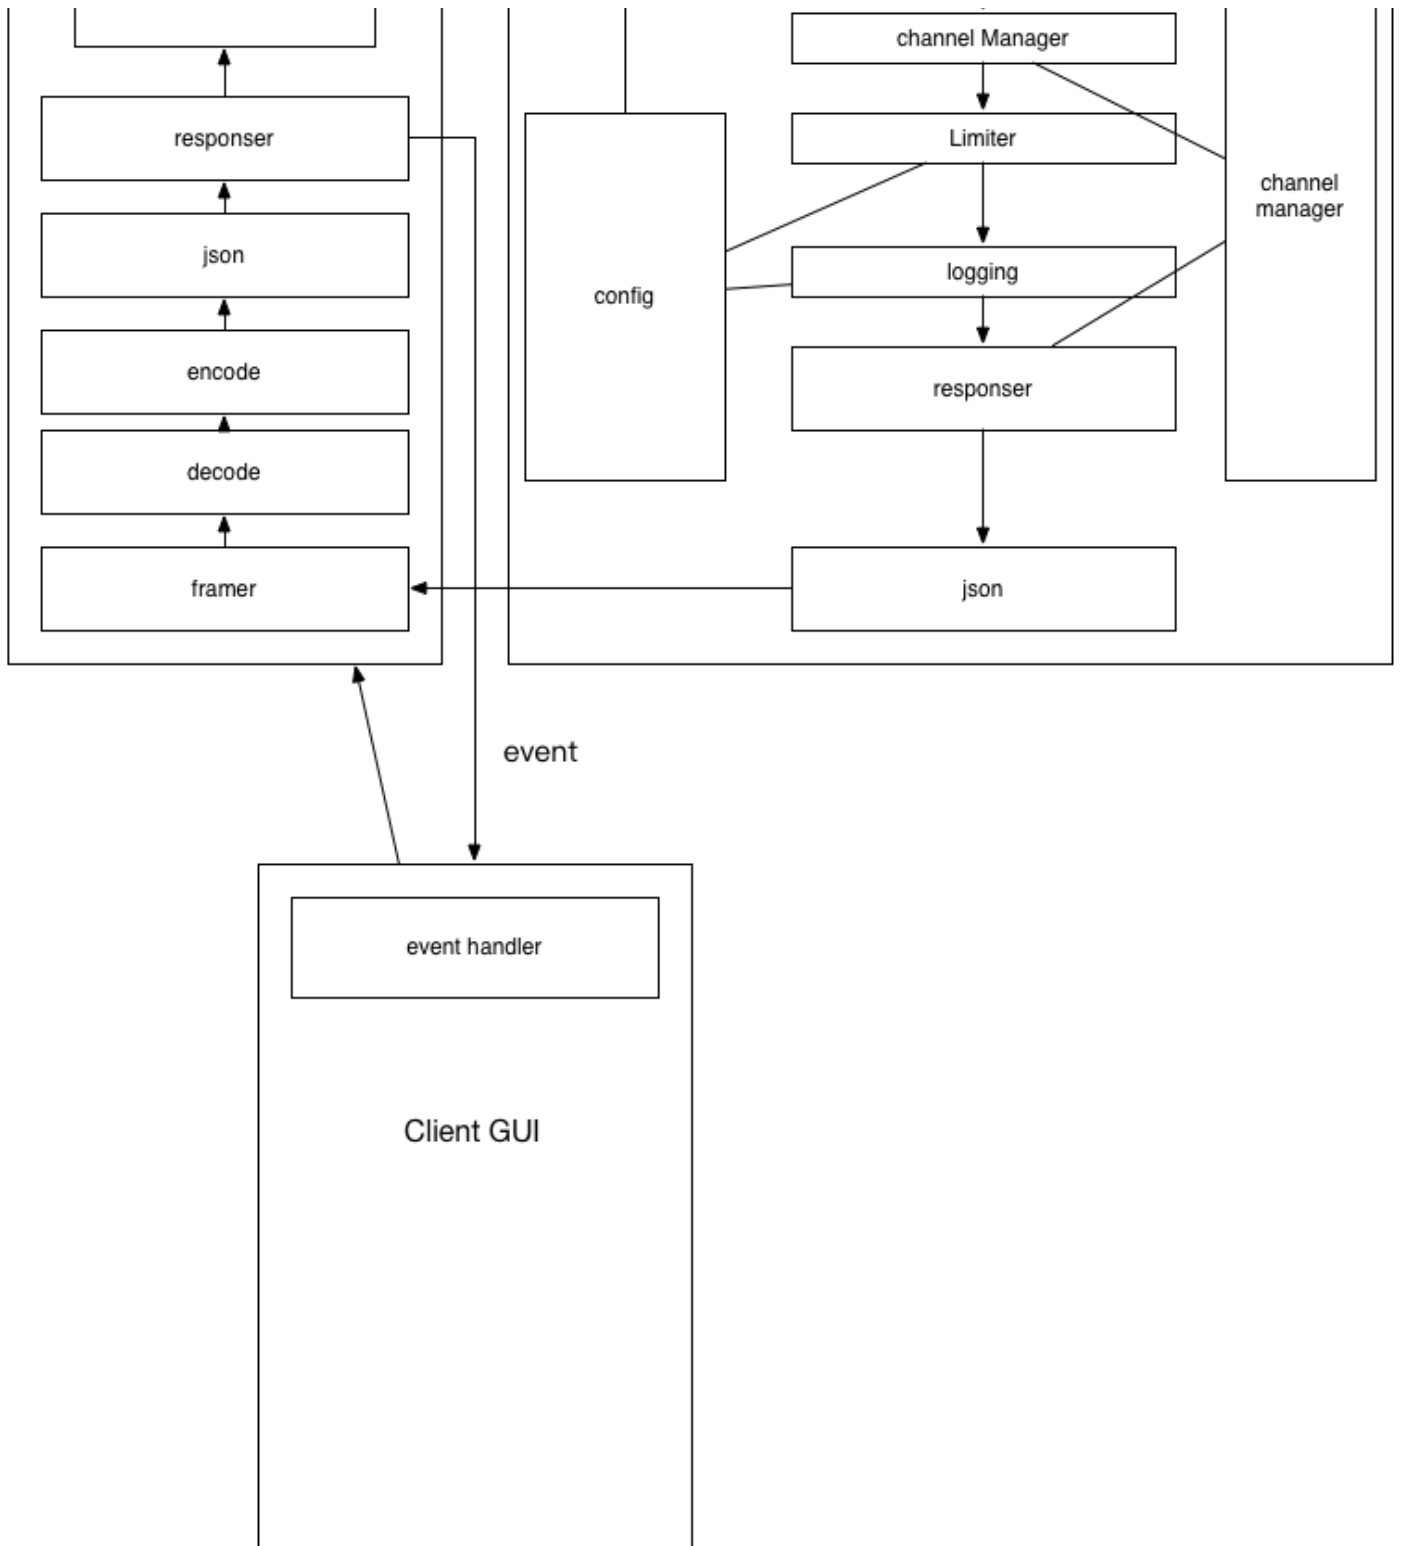 responser
json
encode
decode
framer
channel Manager
Limiter
logging
responser
json
config
channel
manager
event
event handler
Client GUI